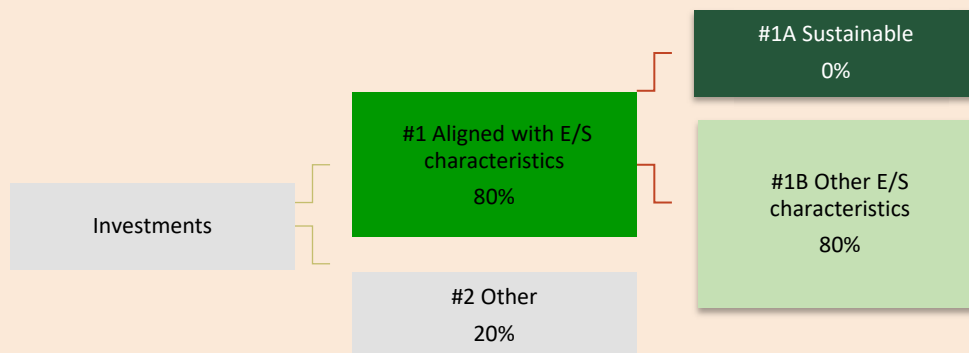 Investments
#1 Aligned with E/S
characteristics
80%
#2 Other
20%
#1A Sustainable
0%
#1B Other E/S
characteristics
80%